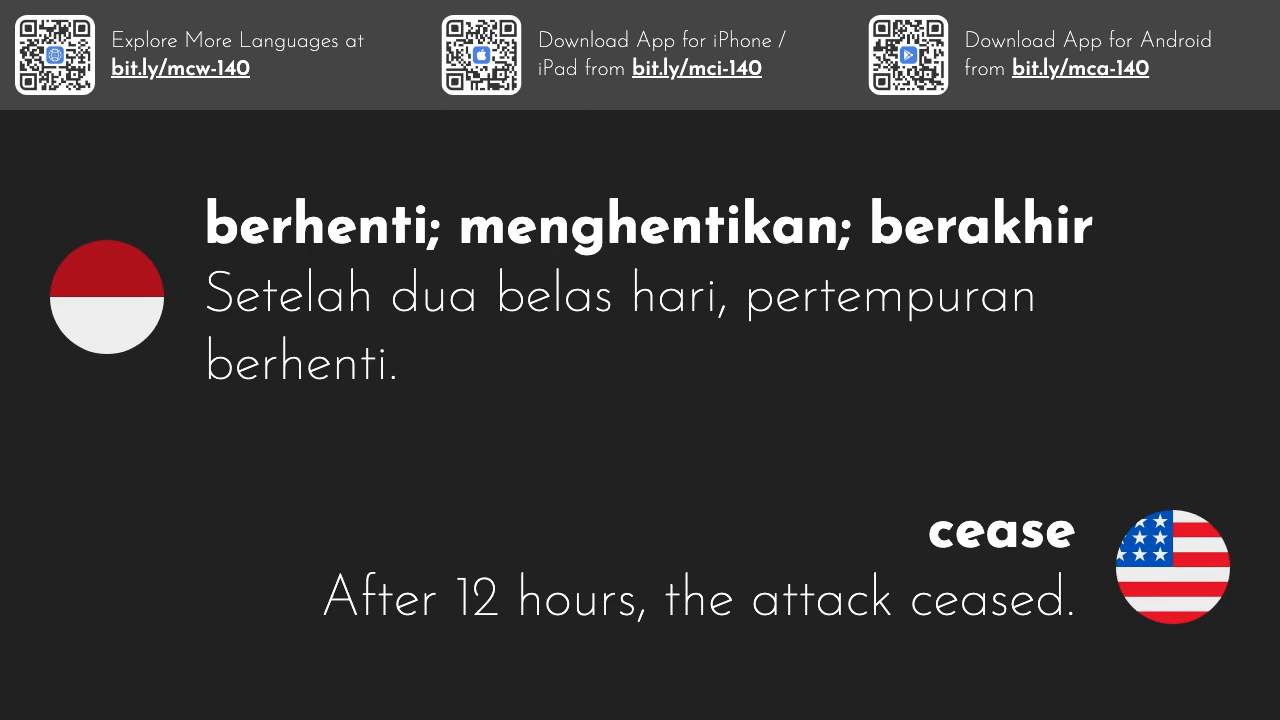 Explore More Languages at
bit.ly/mcw-140
Download App for iPhone /
iPad from bit.ly/mci-140
Download App for Android
from bit.ly/mca-140
berhenti; menghentikan; berakhir
Setelah dua belas hari, pertempuran
berhenti.
cease
After 12 hours, the attack ceased.